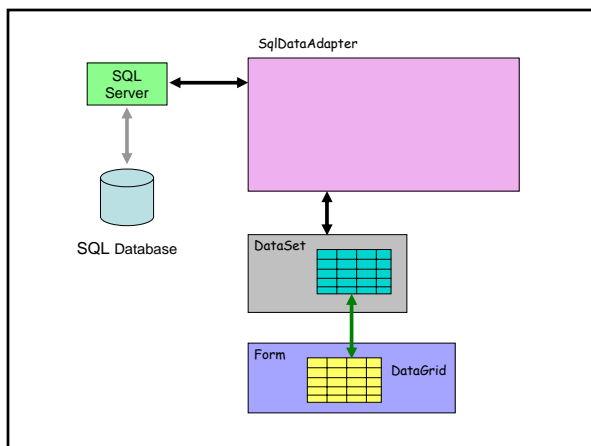 SqlDataAdapter
SQL
Server
SQL Database
DataSet
Form
DataGrid